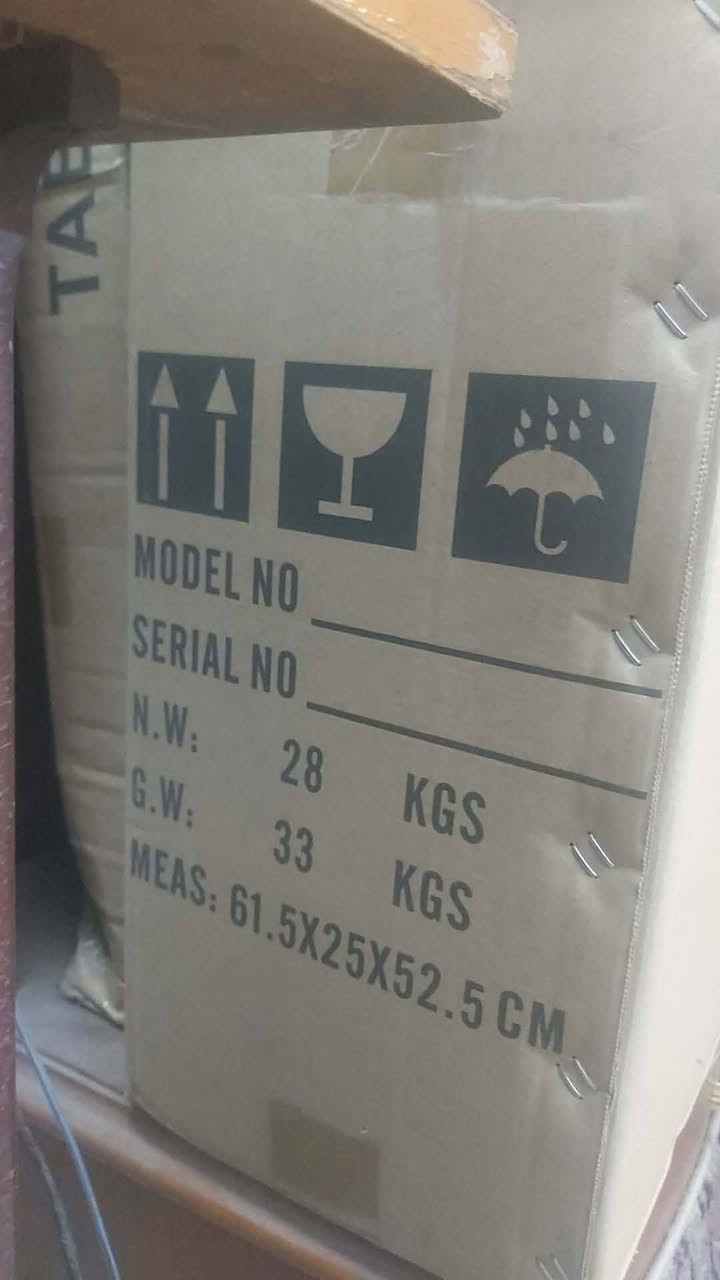 TAB
MODEL NO
SERIAL NO
N.W: 28 KGS
G.W: 33 KGS
MEAS: 61.5X25X52.5 CM